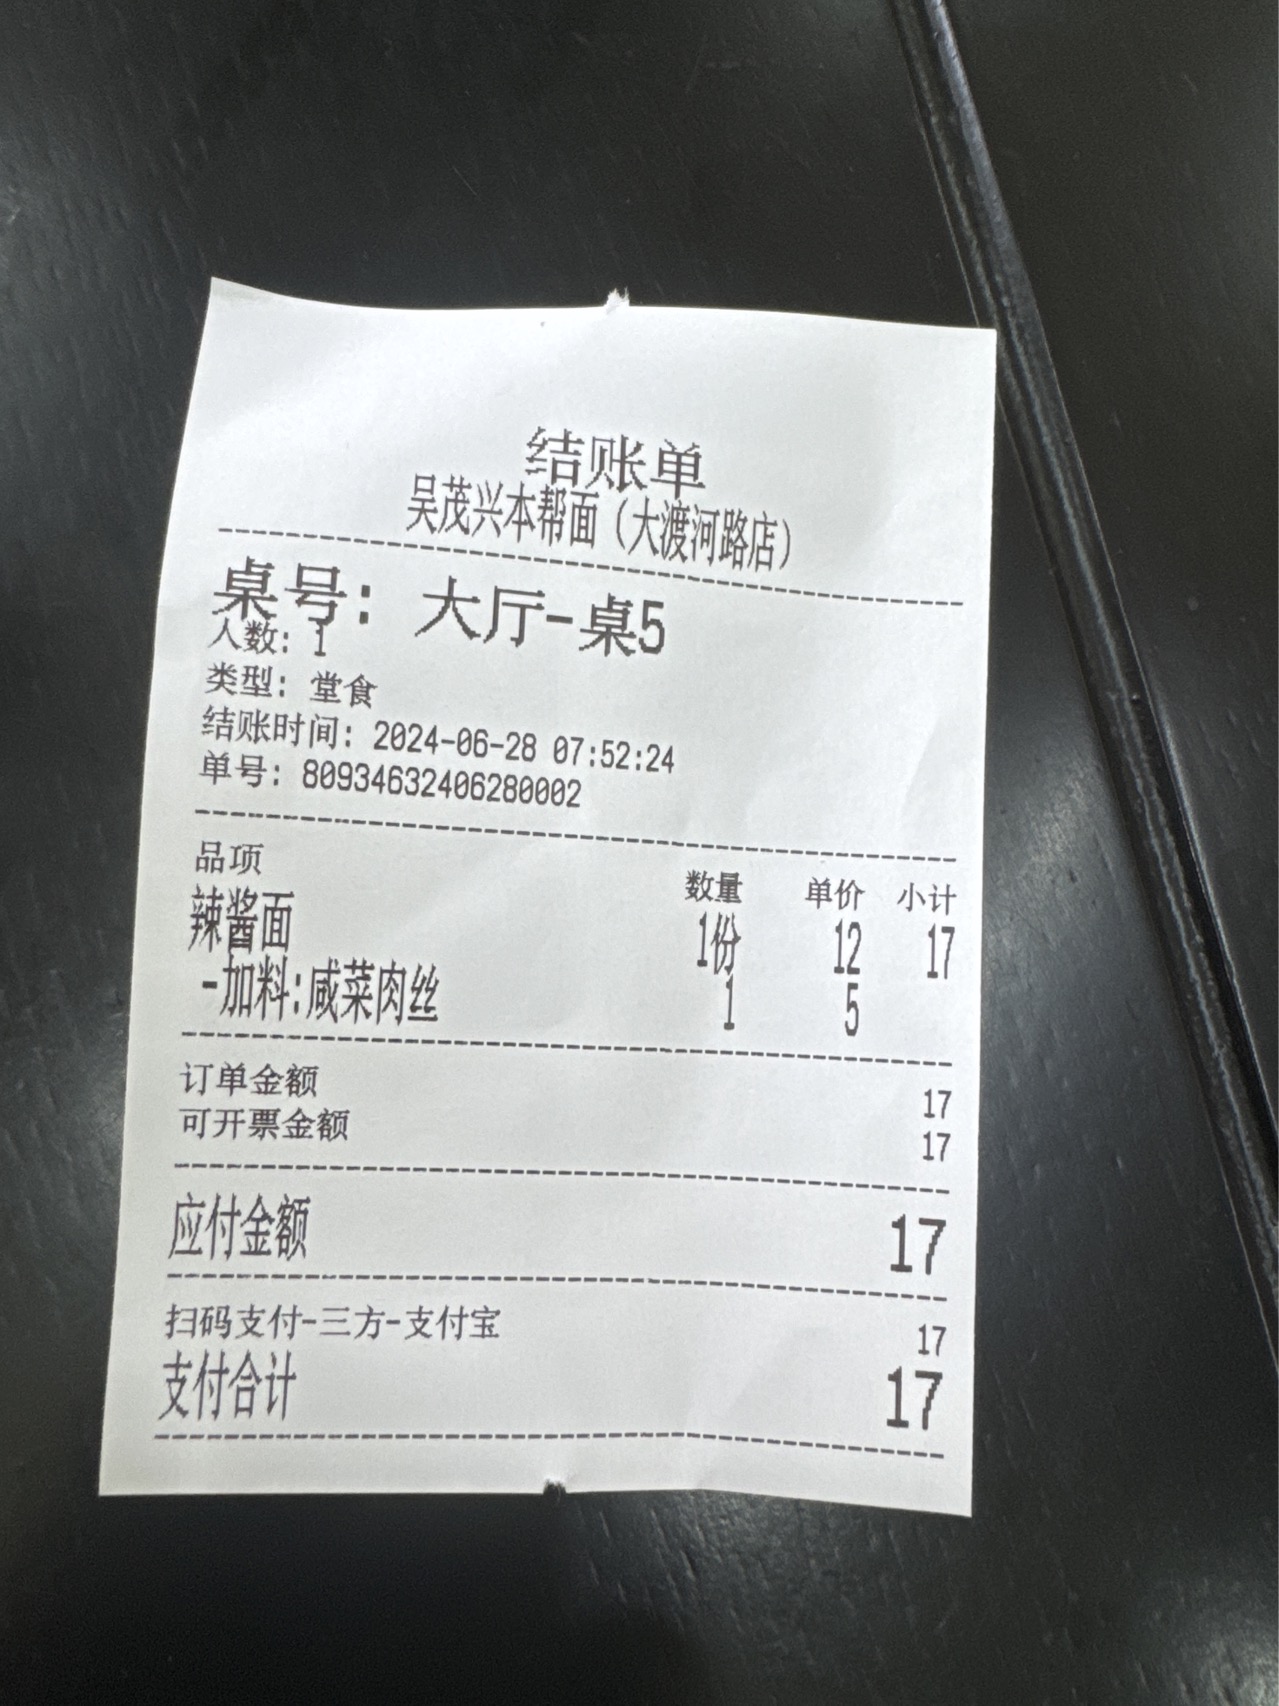 结账单
吴茂兴本帮面（大渡河路店）
桌号： 大厅-桌5
人数：1
类型：堂食
结账时间：2024-06-28 07:52:24
单号：80934632406280002
品项 数量 单价 小计
辣酱面 1份 12 17
-加料：咸菜肉丝 1 5
订单金额 17
可开票金额 17
应付金额 17
扫码支付-三方-支付宝 17
支付合计 17